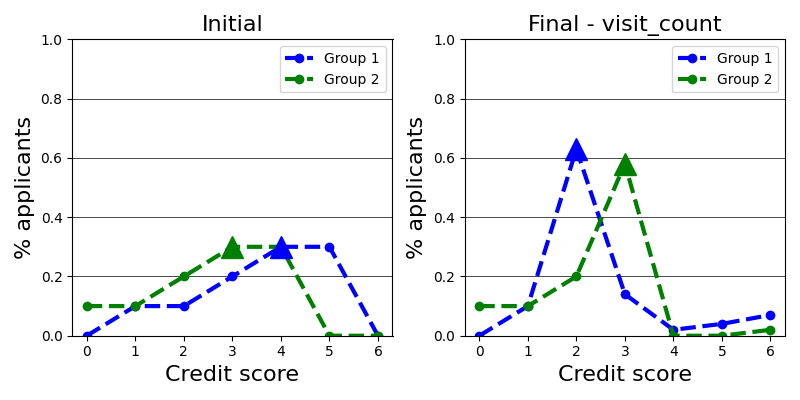 Initial
Final - visit_count
% applicants
1.0
0.8
0.6
0.4
0.2
0.0
Group 1
Group 2
0 1 2 3 4 5 6
Credit score
% applicants
1.0
0.8
0.6
0.4
0.2
0.0
Group 1
Group 2
0 1 2 3 4 5 6
Credit score